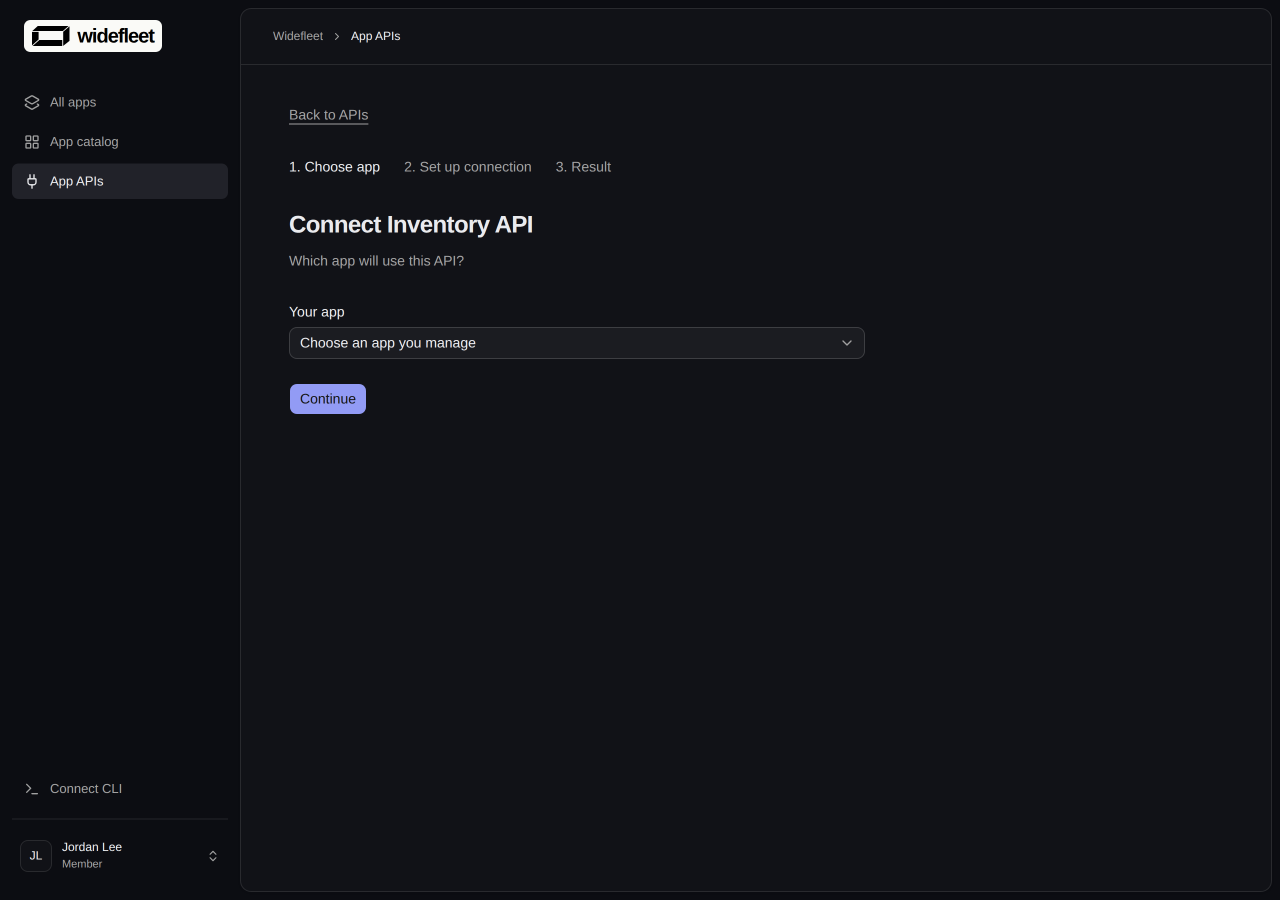 widefleet
All apps
App catalog
App APIs
Connect CLI
JL
Jordan Lee
Member
Widefleet
App APIs
Back to APIs
1. Choose app
2. Set up connection
3. Result
Connect Inventory API
Which app will use this API?
Your app
Choose an app you manage
Continue